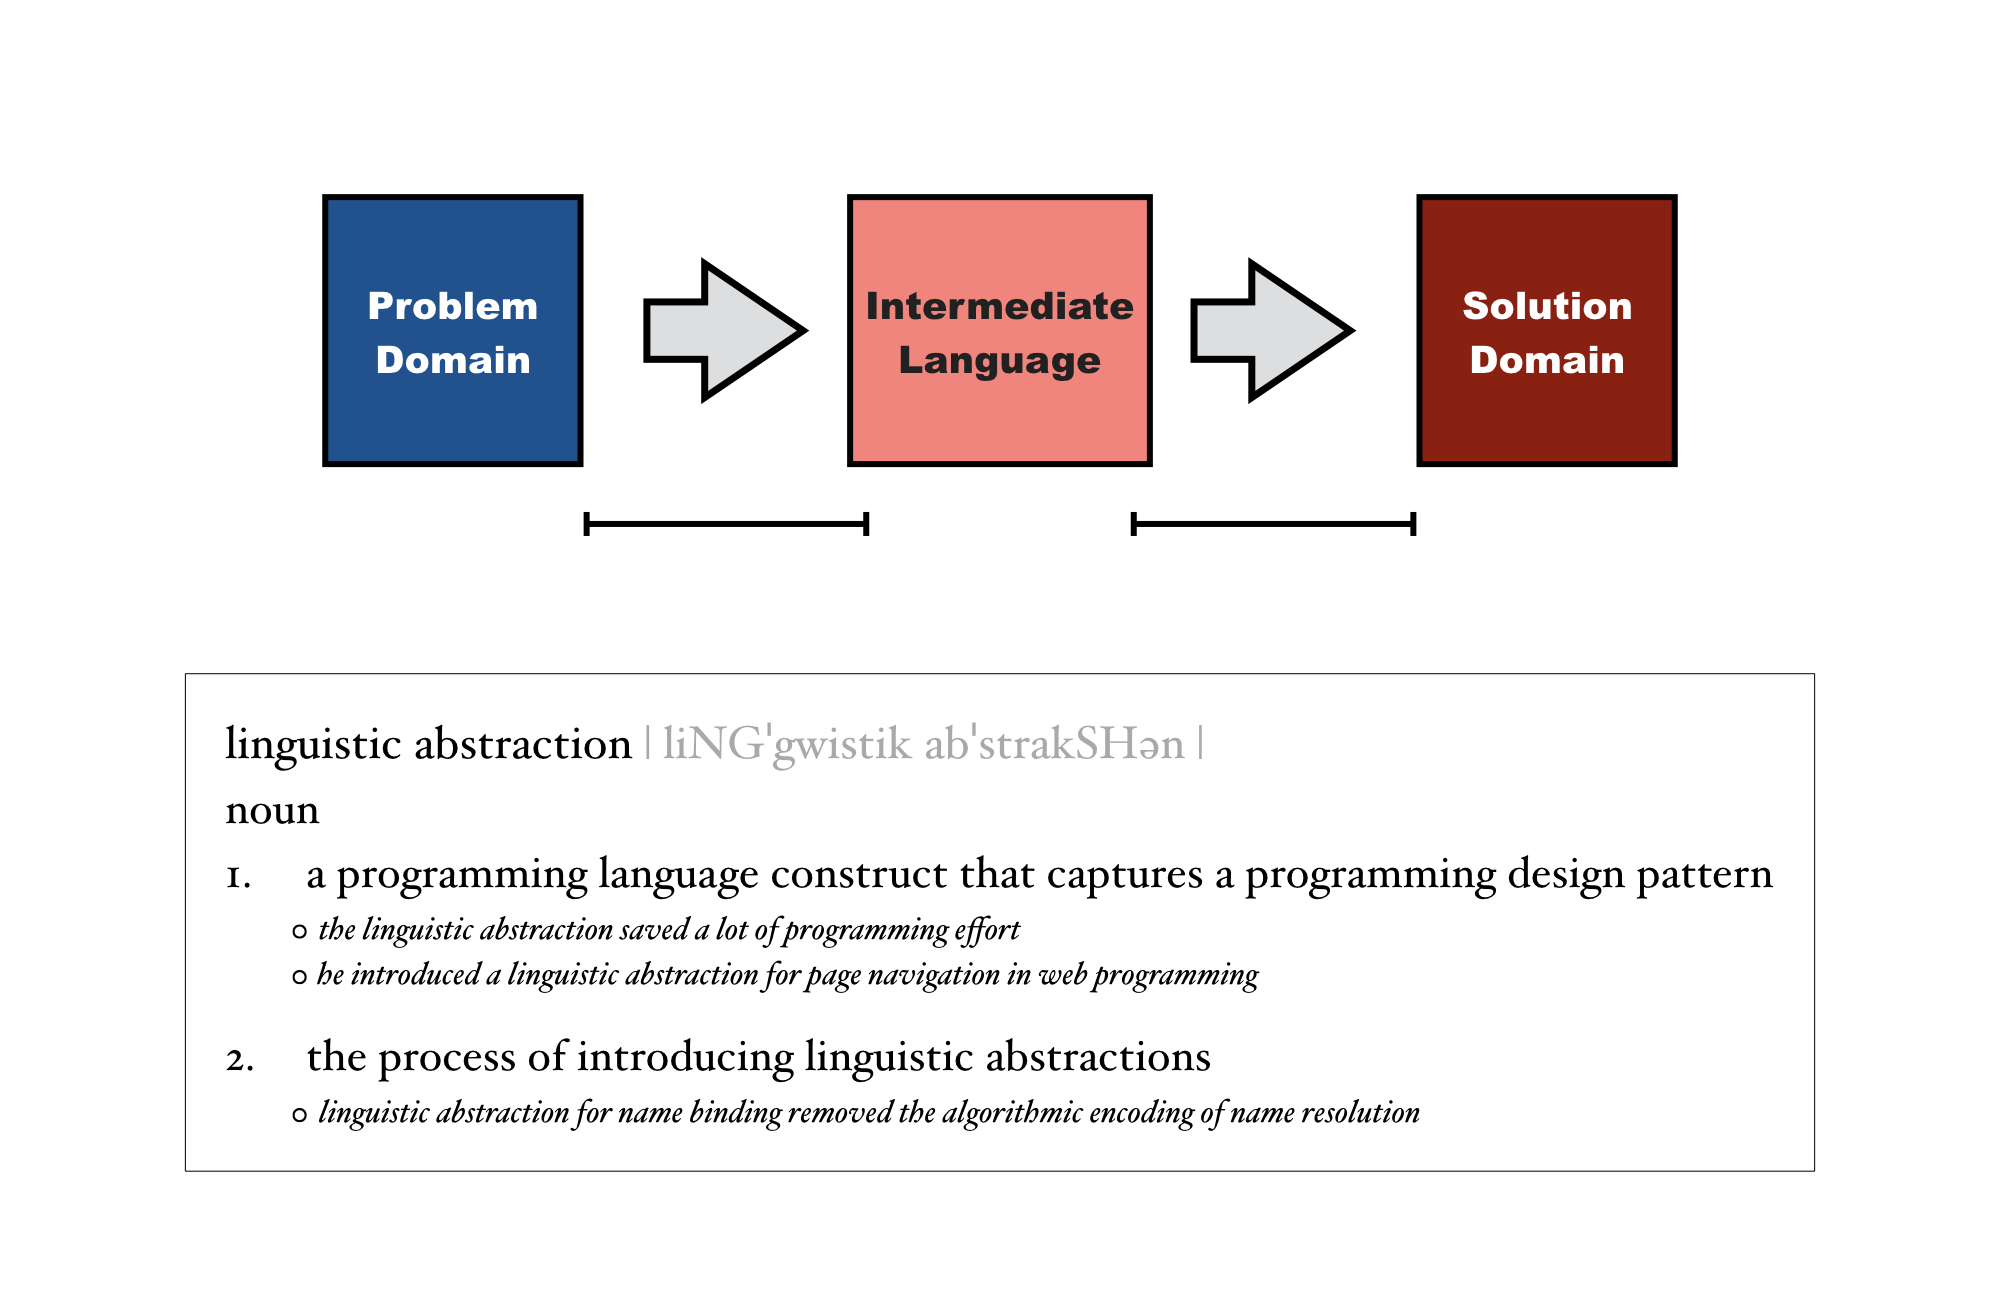 Problem
Domain
Intermediate
Language
Solution
Domain
linguistic abstraction | liNGˈgwistik abˈstrakSHən |
noun
1. a programming language construct that captures a programming design pattern
○ the linguistic abstraction saved a lot of programming effort
○ he introduced a linguistic abstraction for page navigation in web programming
2. the process of introducing linguistic abstractions
○ linguistic abstraction for name binding removed the algorithmic encoding of name resolution